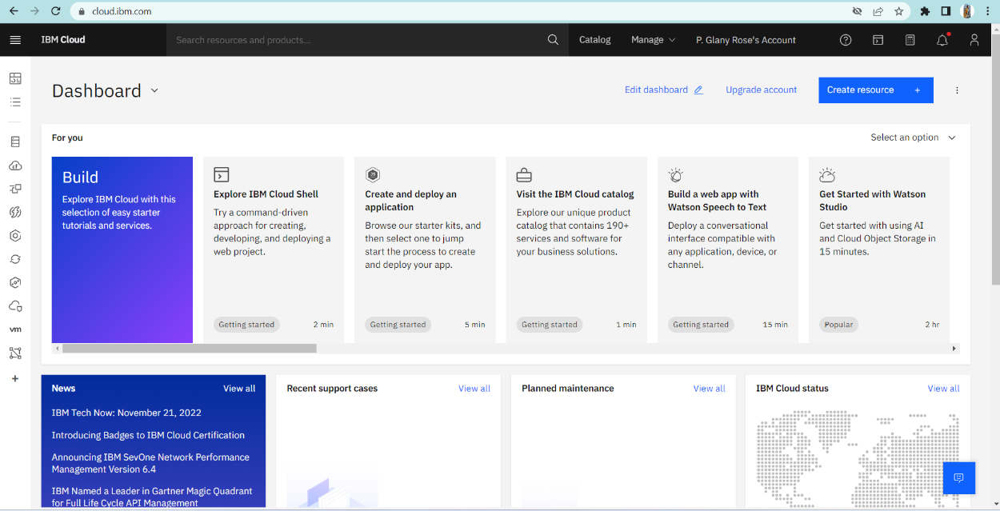 cloud.ibm.com
IBM Cloud
Search resources and products...
Catalog
Manage
P. Glany Rose's Account
Dashboard
Edit dashboard
Upgrade account
Create resource +
For you
Select an option
Build
Explore IBM Cloud with this
selection of easy starter
tutorials and services.
Explore IBM Cloud Shell
Try a command-driven
approach for creating,
developing, and deploying a
web project.
Getting started
2 min
Create and deploy an
application
Browse our starter kits, and
then select one to jump
start the process to create
and deploy your app.
Getting started
5 min
Visit the IBM Cloud catalog
Explore our unique product
catalog that contains 190+
services and software for
your business solutions.
Getting started
1 min
Build a web app with
Watson Speech to Text
Deploy a conversational
interface compatible with
any application, device, or
channel.
Getting started
15 min
Get Started with Watson
Studio
Get started with using AI
and Cloud Object Storage in
15 minutes.
Popular
2 hr
vm
News
View all
IBM Tech Now: November 21, 2022
Introducing Badges to IBM Cloud Certification
Announcing IBM SevOne Network Performance
Management Version 6.4
IBM Named a Leader in Gartner Magic Quadrant
for Full Life Cycle API Management
Recent support cases
View all
Planned maintenance
View all
IBM Cloud status
View all